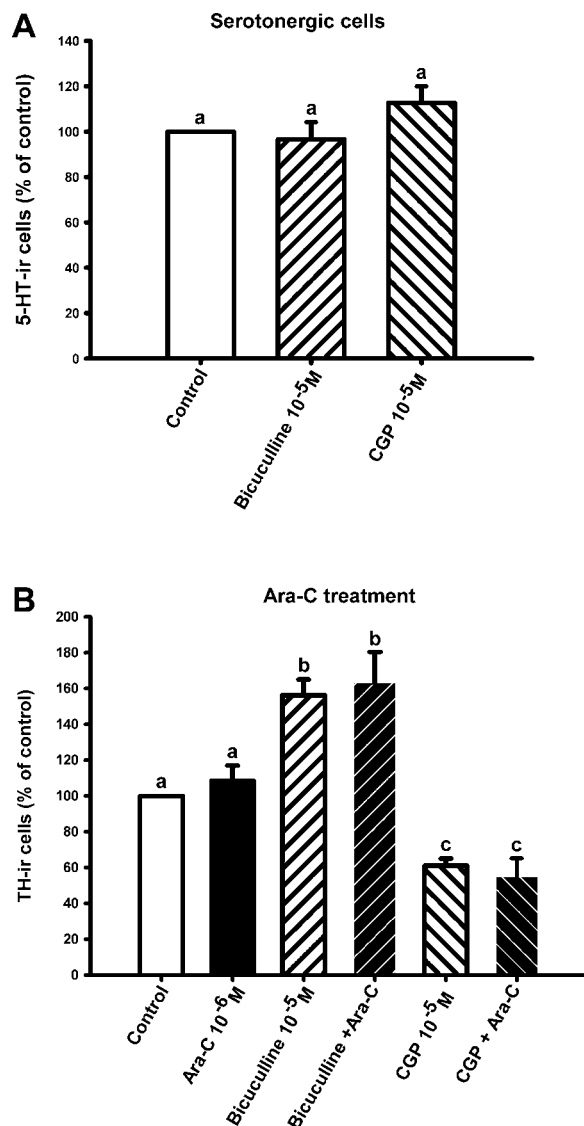 A
Serotonergic cells
5-HT-ir cells (% of control)
140
120
100
80
60
40
20
0
a
a
a
Control
Bicuculline 10⁻⁵M
CGP 10⁻⁵M
B
Ara-C treatment
TH-ir cells (% of control)
200
180
160
140
120
100
80
60
40
20
0
a
a
b
b
c
c
Control
Ara-C 10⁻⁶M
Bicuculline 10⁻⁵M
Bicuculline +Ara-C
CGP 10⁻⁵M
CGP + Ara-C